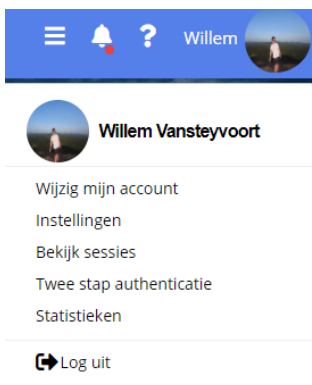 Willem
Willem Vansteyvoort
Wijzig mijn account
Instellingen
Bekijk sessies
Twee stap authenticatie
Statistieken
Log uit